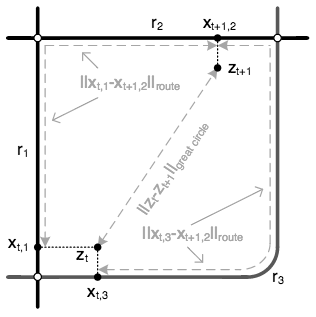 r2 xt+1,2
zt+1
||xt,1-xt+1,2||route
r1
||zt-zt+1||great circle
xt,1
zt
||xt,3-xt+1,2||route
r3
xt,3